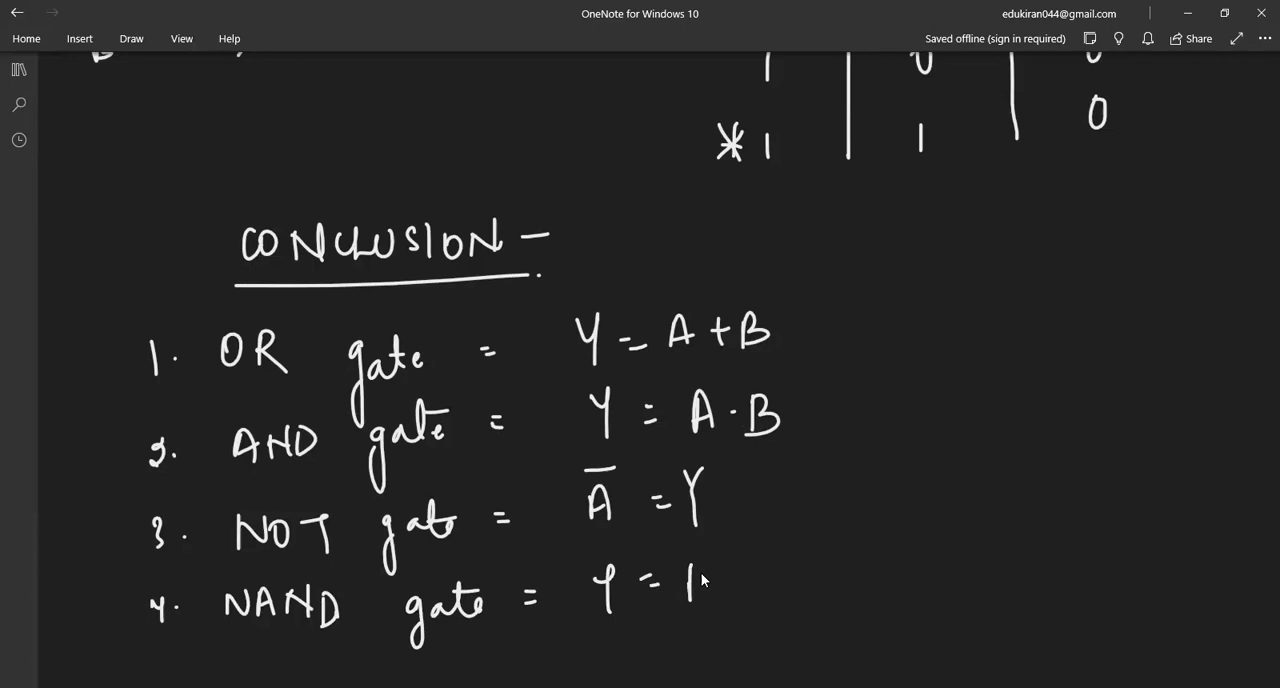 OneNote for Windows 10
edukiran044@gmail.com
Home Insert Draw View Help
Saved offline (sign in required)
Share
1 0
0
*1 1
CONCLUSION -
1. OR gate = Y = A + B
2. AND gate = Y = A · B
3. NOT gate = A̅ = Y
4. NAND gate = Y =